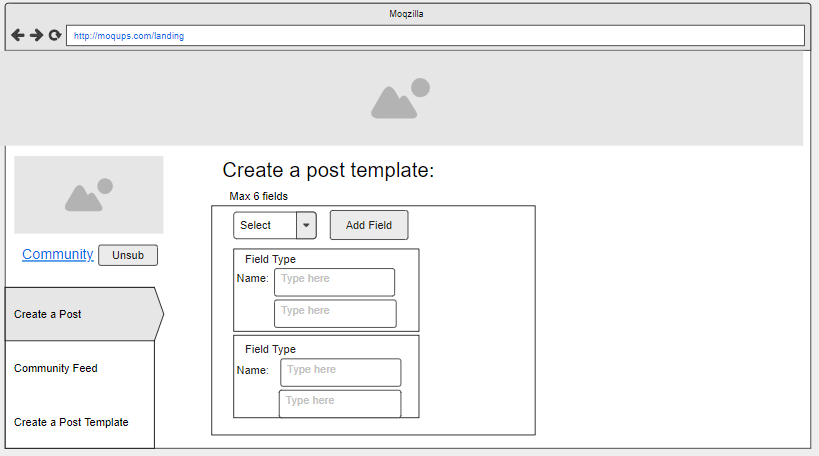 Moqzilla
http://moqups.com/landing
Create a post template:
Max 6 fields
Select
Add Field
Community
Unsub
Field Type
Name:
Type here
Type here
Create a Post
Field Type
Name:
Type here
Type here
Community Feed
Create a Post Template